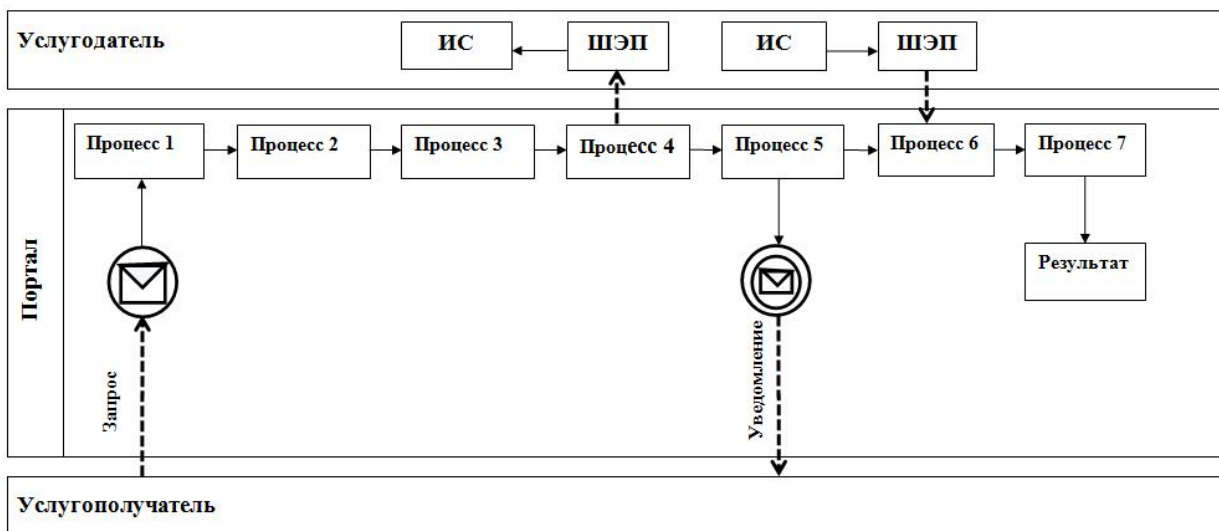 Услугодатель
ИС
ШЭП
ИС
ШЭП
Портал
Процесс 1
Процесс 2
Процесс 3
Процесс 4
Процесс 5
Процесс 6
Процесс 7
Результат
Запрос
Уведомление
Услугополучатель